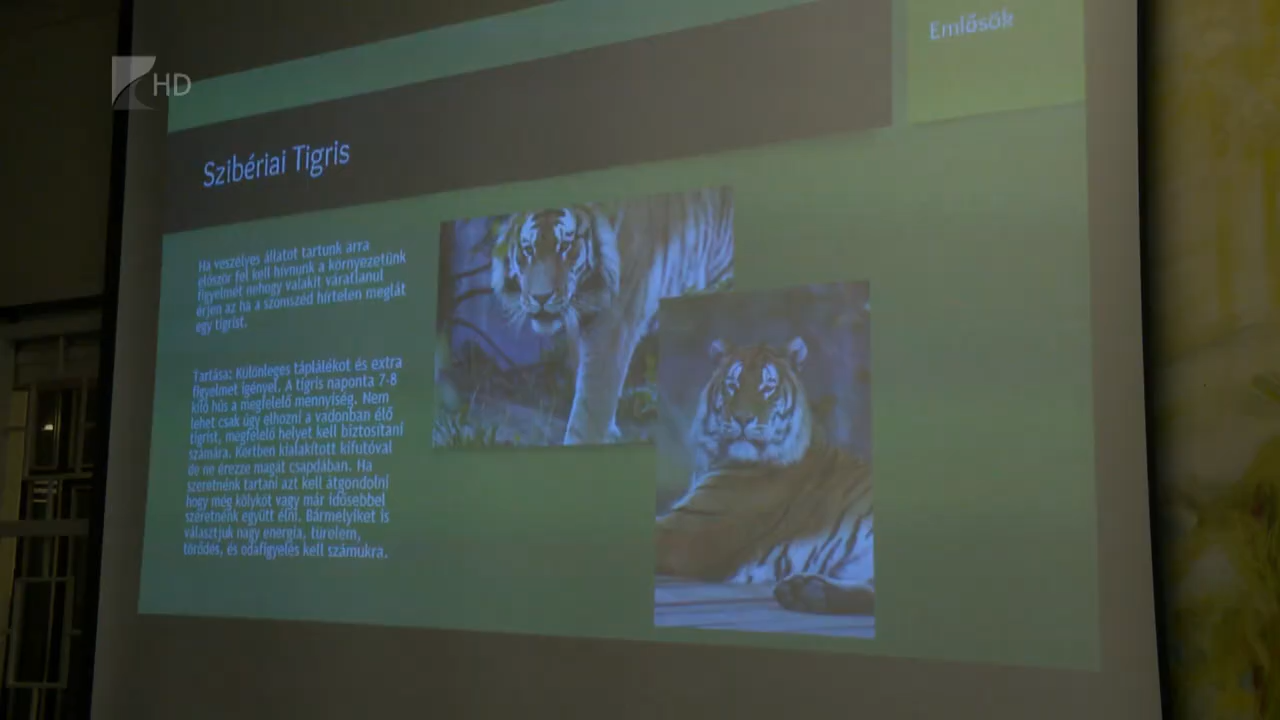 HD
Emlősök
Szibériai Tigris
Ha veszélyes állatot tartunk arra
először fel kell hívnunk a környezetünk
figyelmét nehogy valakit váratlanul
érjen az ha a szomszéd hirtelen meglát
egy tigrist.
Tartása: Különleges táplálékot és extra
figyelmet igényel. A tigris naponta 7-8
kiló hús a megfelelő mennyiség. Nem
lehet csak úgy elhozni a vadonban élő
tigrist, megfelelő helyet kell biztosítani
számára. Kertben kialakított kifutóval
de ne érezze magát csapdában. Ha
szeretnénk tartani azt kell átgondolni
hogy még kölyköt vagy már idősebbel
szeretnénk együtt élni. Bármelyiket is
választjuk nagy energia, türelem,
törődés, és odafigyelés kell számukra.